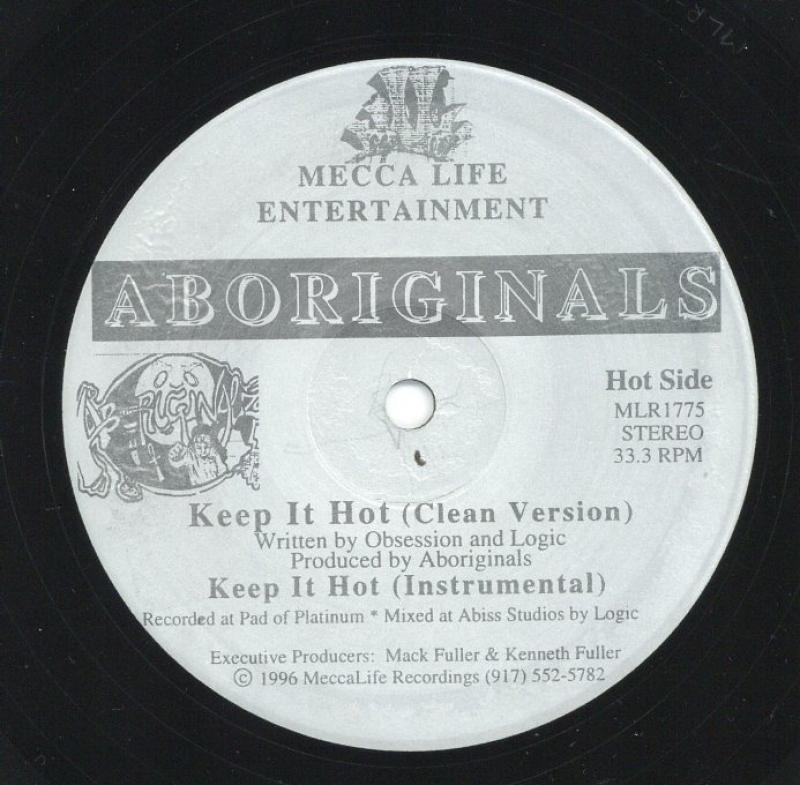 MLR-
MECCA LIFE
ENTERTAINMENT
ABORIGINALS
Hot Side
MLR1775
STEREO
33.3 RPM
Keep It Hot (Clean Version)
Written by Obsession and Logic
Produced by Aboriginals
Keep It Hot (Instrumental)
Recorded at Pad of Platinum * Mixed at Abiss Studios by Logic
Executive Producers: Mack Fuller & Kenneth Fuller
© 1996 MeccaLife Recordings (917) 552-5782